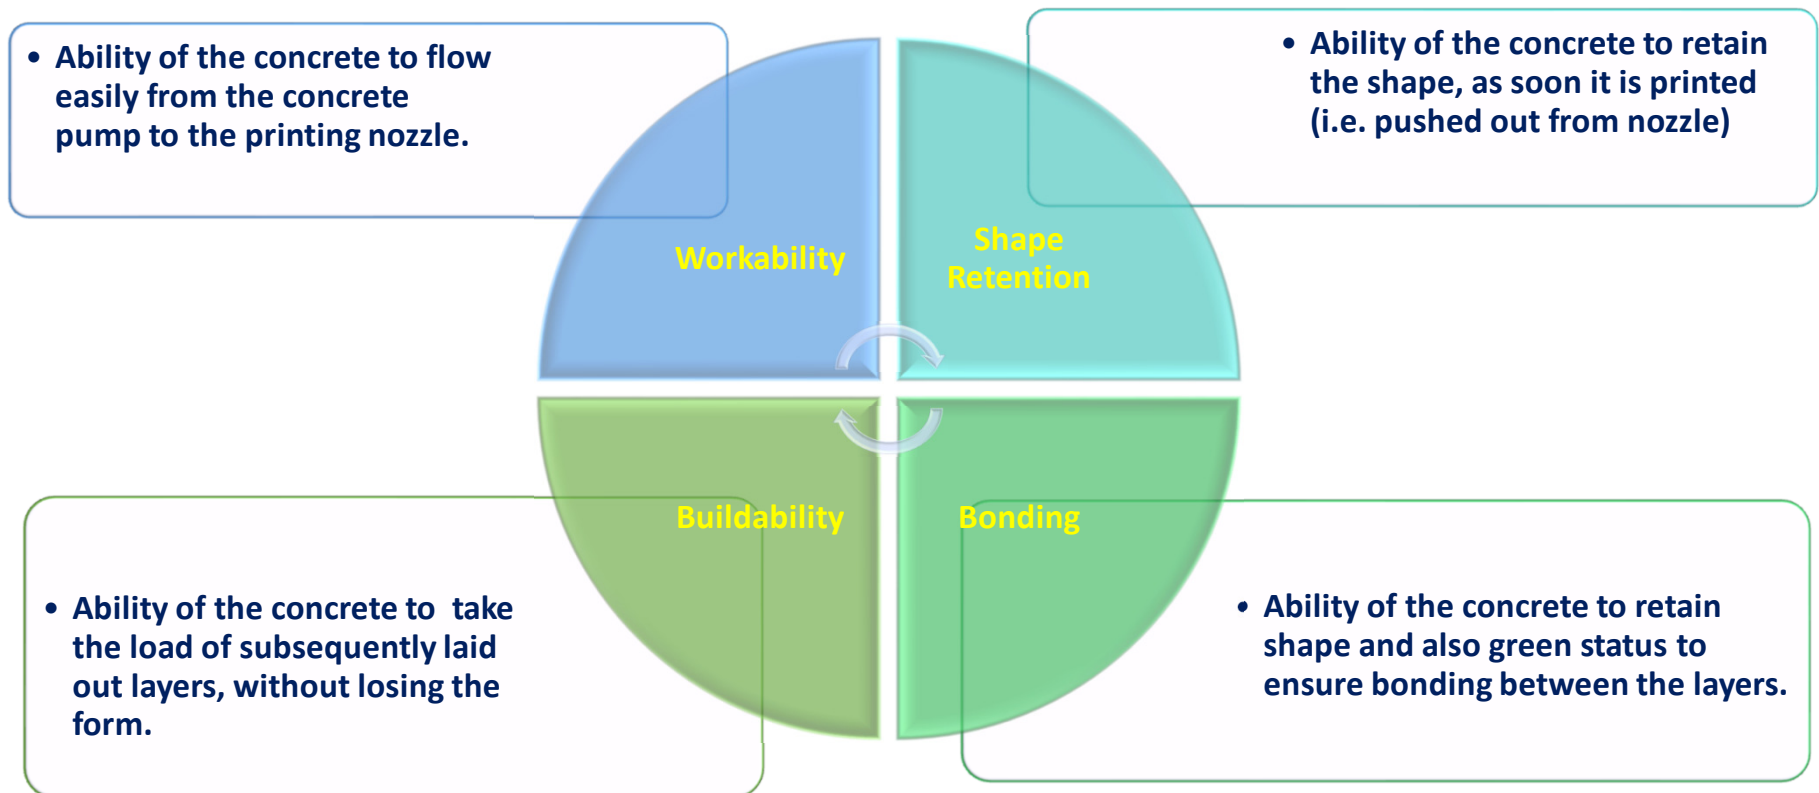 • Ability of the concrete to flow
easily from the concrete
pump to the printing nozzle.
• Ability of the concrete to retain
the shape, as soon it is printed
(i.e. pushed out from nozzle)
Workability
Shape
Retention
Buildability
Bonding
• Ability of the concrete to  take
the load of subsequently laid
out layers, without losing the
form.
• Ability of the concrete to retain
shape and also green status to
ensure bonding between the layers.